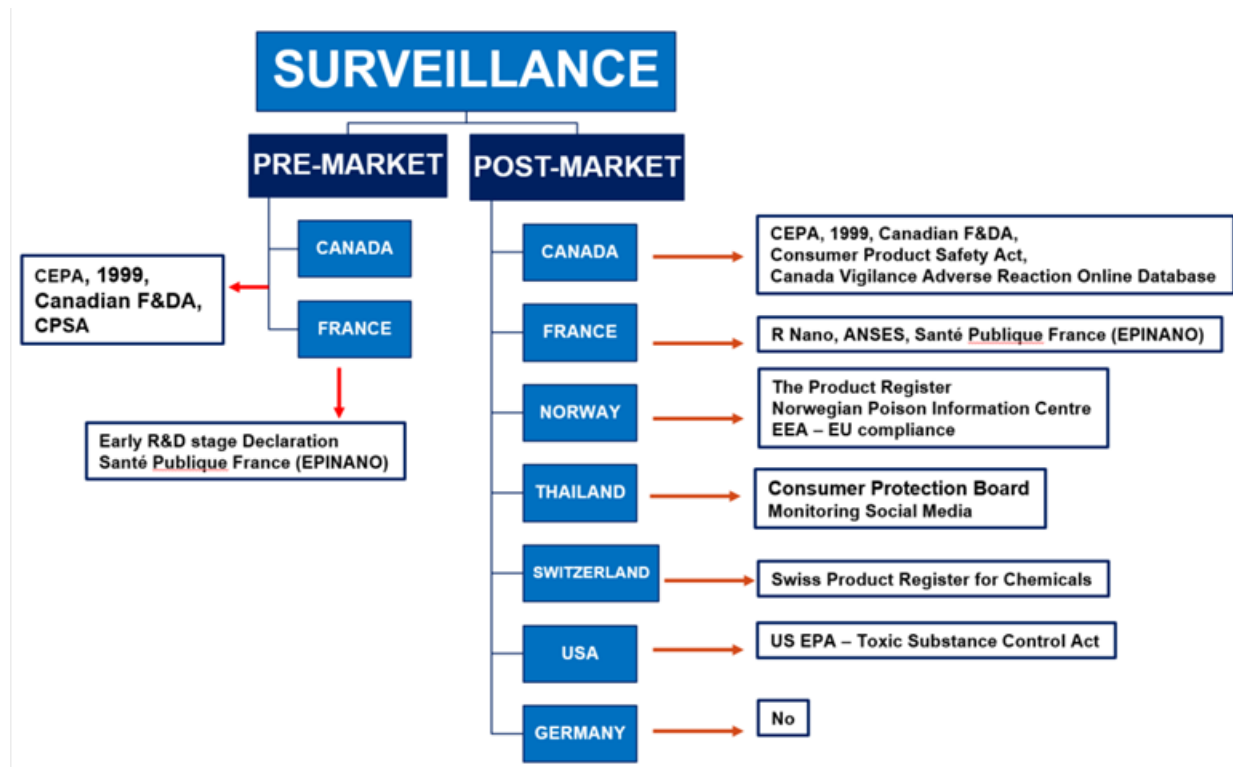 SURVEILLANCE
PRE-MARKET
POST-MARKET
CANADA
FRANCE
CEPA, 1999,
Canadian F&DA,
CPSA
Early R&D stage Declaration
Santé Publique France (EPINANO)
CANADA
CEPA, 1999, Canadian F&DA,
Consumer Product Safety Act,
Canada Vigilance Adverse Reaction Online Database
FRANCE
R Nano, ANSES, Santé Publique France (EPINANO)
NORWAY
The Product Register
Norwegian Poison Information Centre
EEA – EU compliance
THAILAND
Consumer Protection Board
Monitoring Social Media
SWITZERLAND
Swiss Product Register for Chemicals
USA
US EPA – Toxic Substance Control Act
GERMANY
No